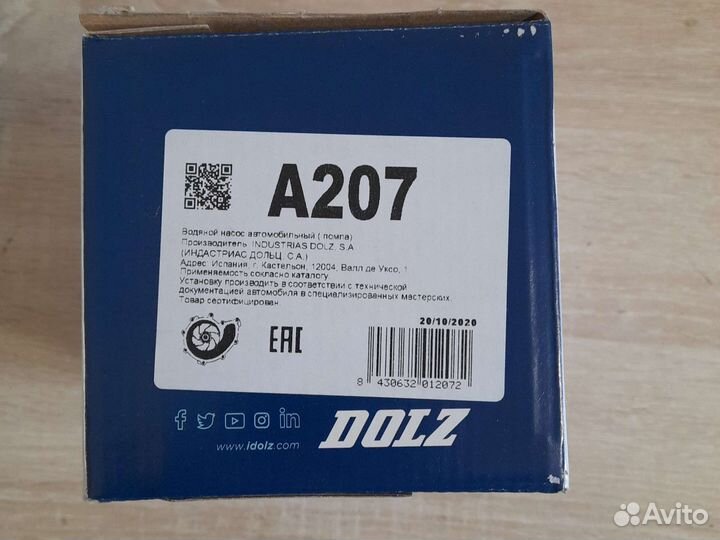 A207
Водяной насос автомобильный ( помпа)
Производитель: INDUSTRIAS DOLZ, S.A.
(ИНДАСТРИАС ДОЛЬЦ, С.А.)
Адрес: Испания, г. Кастельон, 12004, Валл де Уксо, 1
Применяемость согласно каталогу.
Установку производить в соответствии с технической
документацией автомобиля в специализированных мастерских.
Товар сертифицирован.
20/10/2020
EAC
8 430632 012072
f in
www.idolz.com
DOLZ
Avito